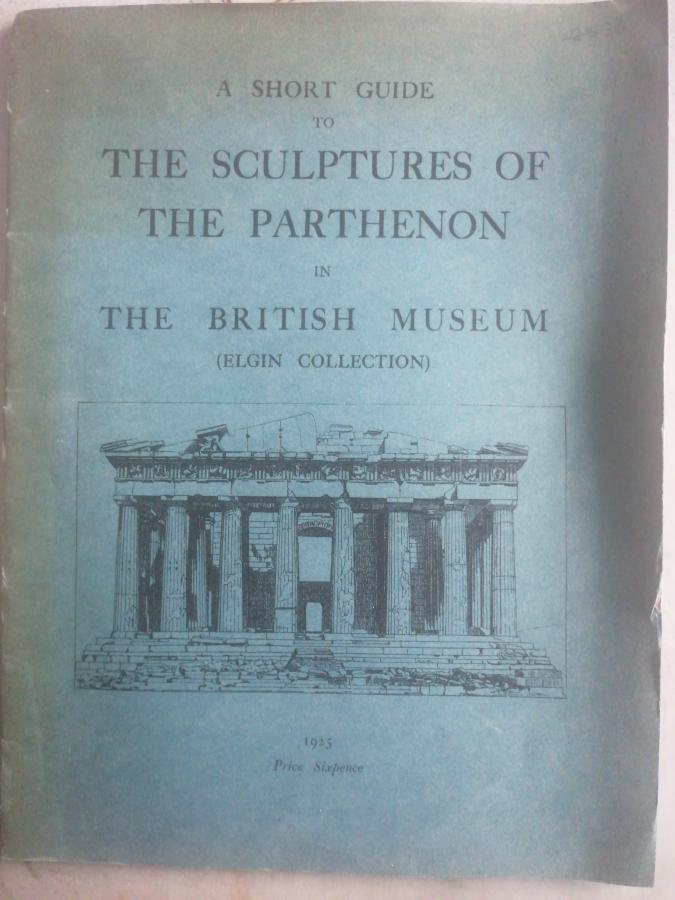 A SHORT GUIDE
TO
THE SCULPTURES OF
THE PARTHENON
IN
THE BRITISH MUSEUM
(ELGIN COLLECTION)
1925
Price Sixpence